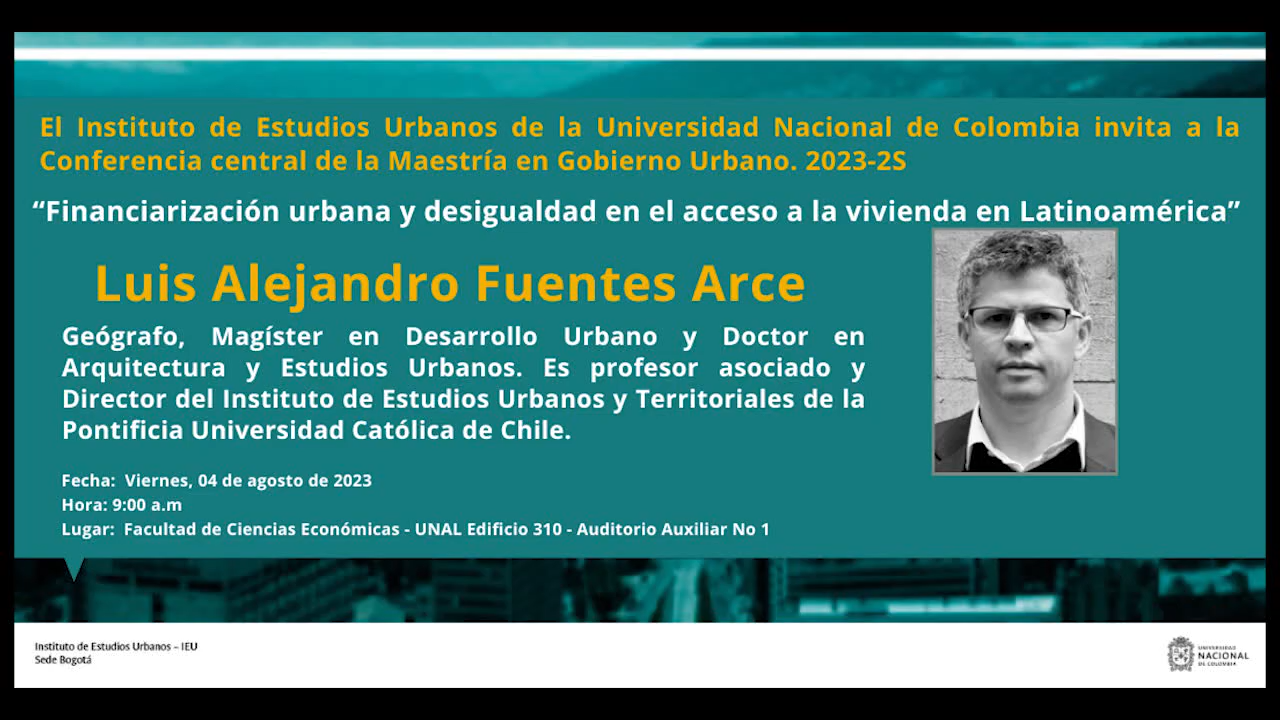 El Instituto de Estudios Urbanos de la Universidad Nacional de Colombia invita a la
Conferencia central de la Maestría en Gobierno Urbano. 2023-2S
“Financiarización urbana y desigualdad en el acceso a la vivienda en Latinoamérica”
Luis Alejandro Fuentes Arce
Geógrafo, Magíster en Desarrollo Urbano y Doctor en
Arquitectura y Estudios Urbanos. Es profesor asociado y
Director del Instituto de Estudios Urbanos y Territoriales de la
Pontificia Universidad Católica de Chile.
Fecha: Viernes, 04 de agosto de 2023
Hora: 9:00 a.m
Lugar: Facultad de Ciencias Económicas - UNAL Edificio 310 - Auditorio Auxiliar No 1
Instituto de Estudios Urbanos – IEU
Sede Bogotá
UNIVERSIDAD
NACIONAL
DE COLOMBIA